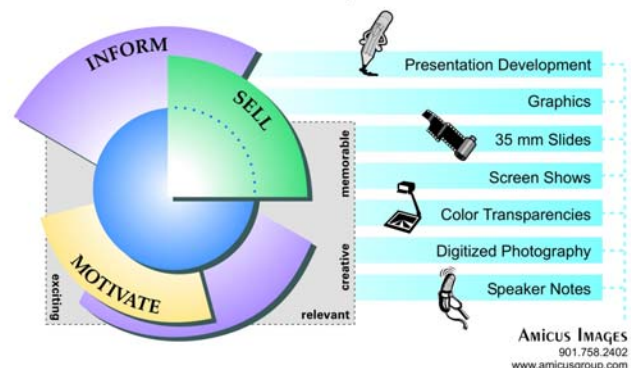 INFORM
SELL
MOTIVATE
memorable
creative
exciting
relevant
Presentation Development
Graphics
35 mm Slides
Screen Shows
Color Transparencies
Digitized Photography
Speaker Notes
AMICUS IMAGES
901.758.2402
www.amicusgroup.com